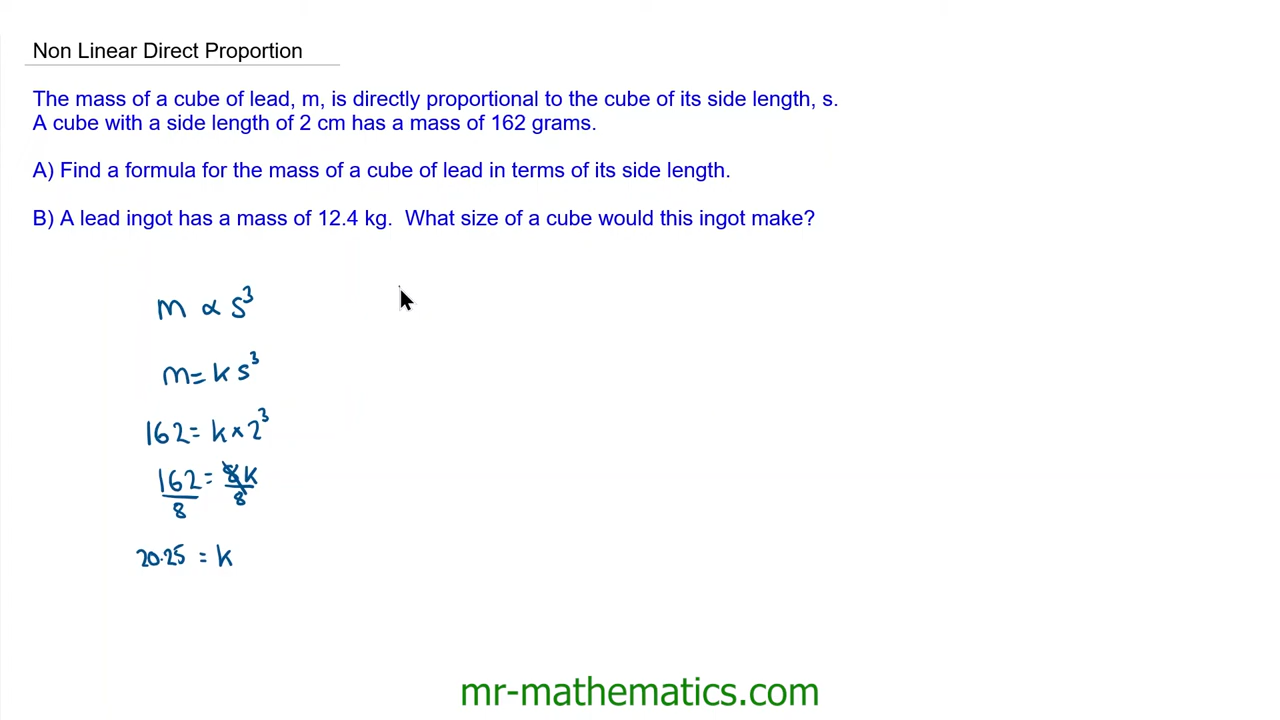 Non Linear Direct Proportion
The mass of a cube of lead, m, is directly proportional to the cube of its side length, s.
A cube with a side length of 2 cm has a mass of 162 grams.
A) Find a formula for the mass of a cube of lead in terms of its side length.
B) A lead ingot has a mass of 12.4 kg.  What size of a cube would this ingot make?
m ∝ s³
m = k s³
162 = k × 2³
162/8 = 8k/8
20.25 = k
mr-mathematics.com